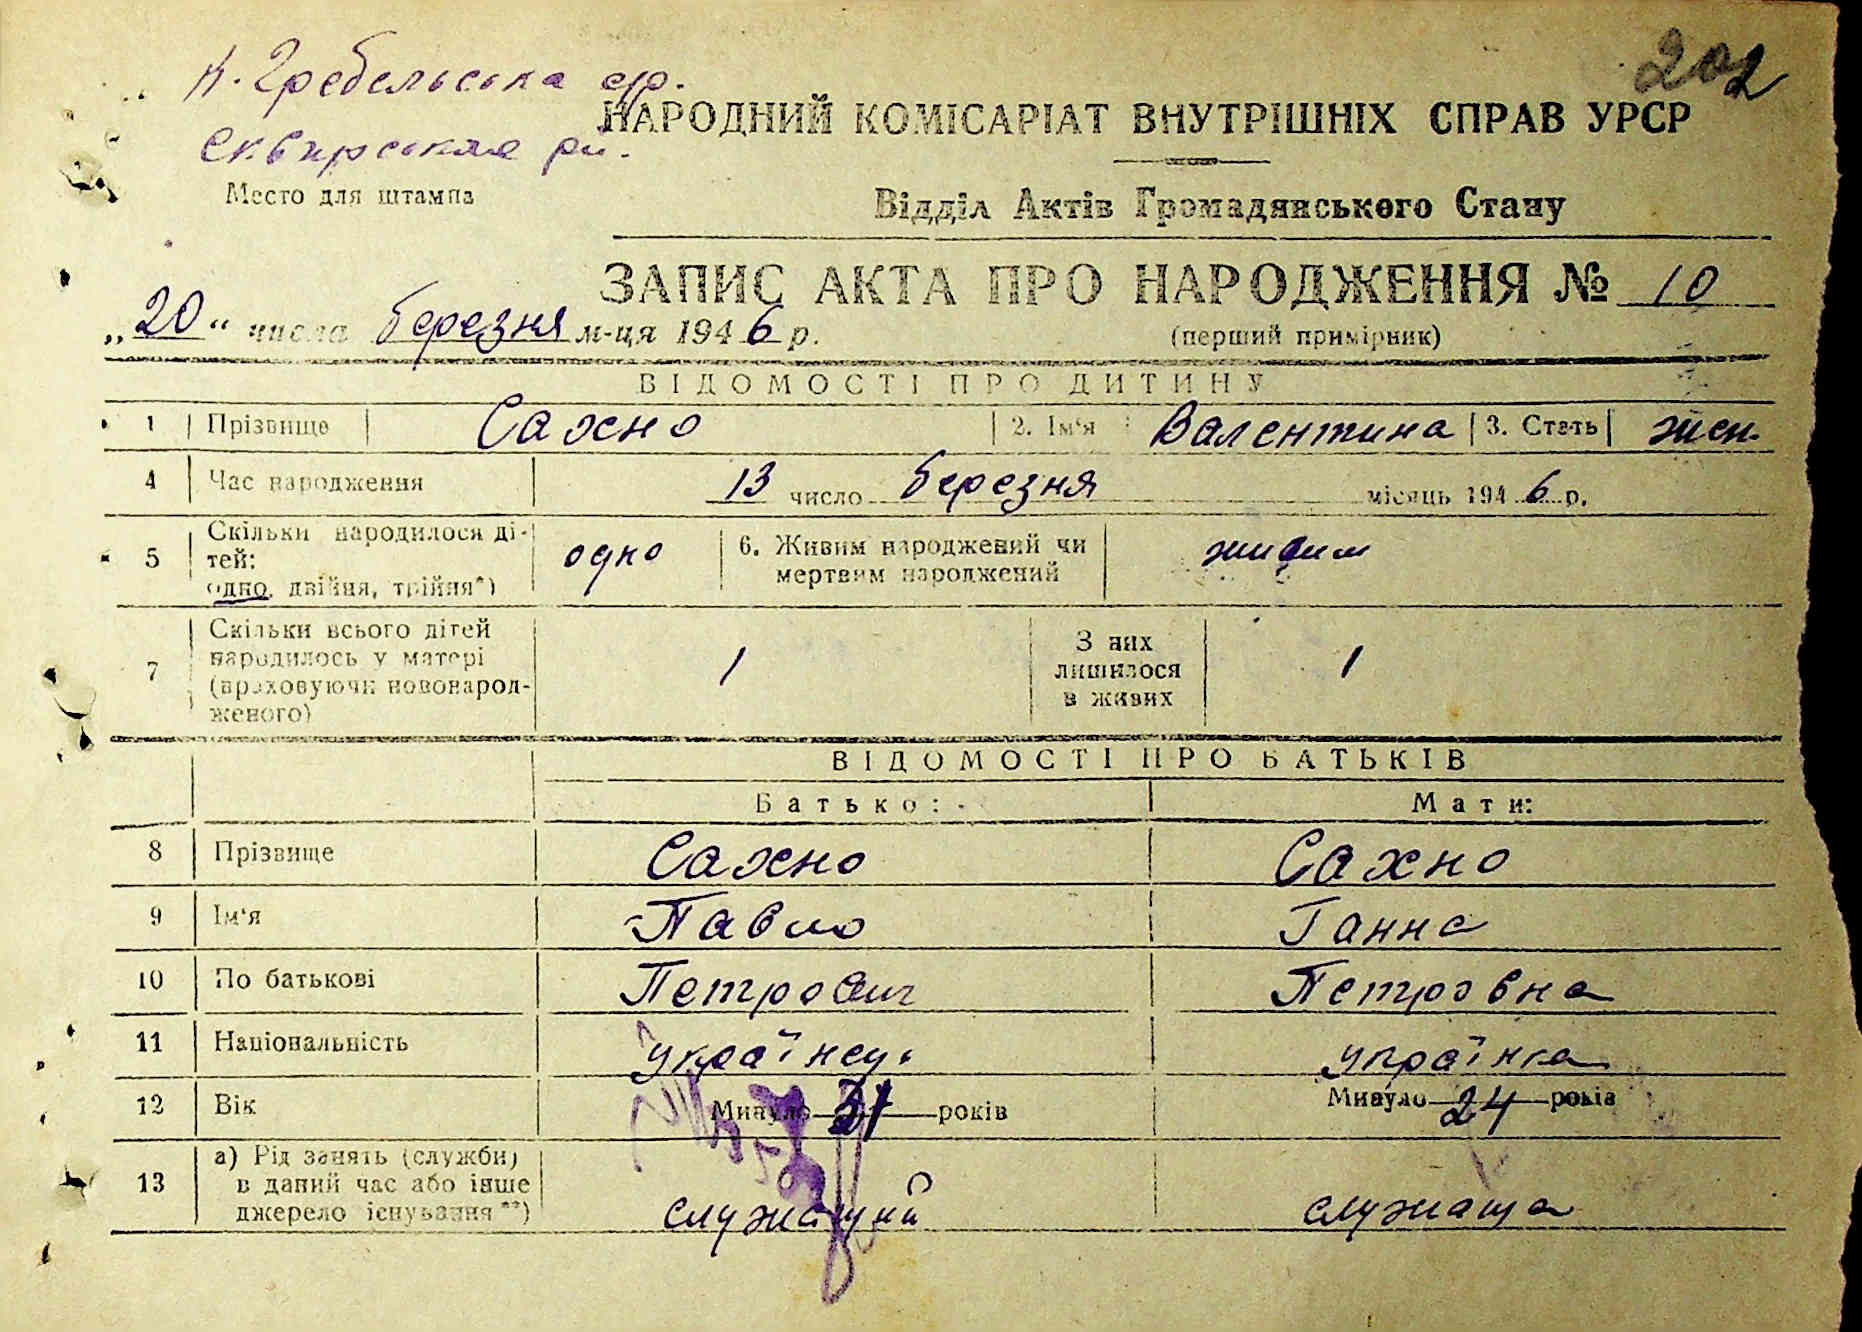 202
Н. Гребельська с/р.
Сквирського р-н.
НАРОДНИЙ КОМІСАРІАТ ВНУТРІШНІХ СПРАВ УРСР
Место для штампа
Відділ Актів Громадянського Стану
ЗАПИС АКТА ПРО НАРОДЖЕННЯ № 10
„20“ числа березня м-ця 1946 р.
(перший примірник)
ВІДОМОСТІ ПРО ДИТИНУ
1 Прізвище Сахно 2. Ім'я Валентина 3. Стать жен.
4 Час народження 13 число березня місяць 1946 р.
5 Скільки народилося ді-
тей:
одно, двійня, трійня*)
одно
6. Живим народжений чи
мертвим народжений
живим
7 Скільки всього дітей
народилось у матері
(враховуючи новонарод-
женого)
1
З них
лишилося
в живих
1
ВІДОМОСТІ ПРО БАТЬКІВ
Батько: Мати:
8 Прізвище Сахно Сахно
9 Ім'я Павло Ганна
10 По батькові Петрович Петровна
11 Національність українец українка
12 Вік Минуло 31 років Минуло 24 років
13 а) Рід занять (служби)
в даний час або інше
джерело існування**)
служащий служаща